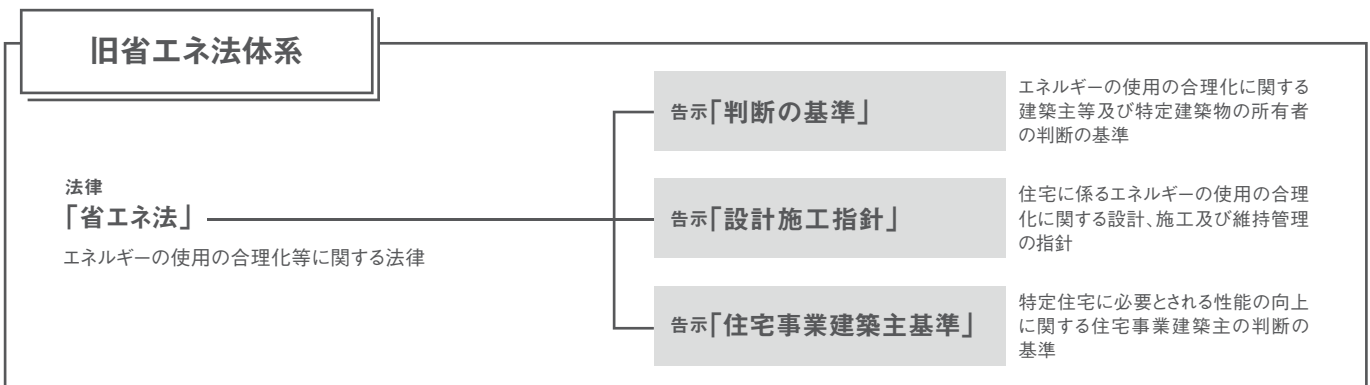 旧省エネ法体系
告示「判断の基準」
エネルギーの使用の合理化に関する
建築主等及び特定建築物の所有者
の判断の基準
法律
「省エネ法」
エネルギーの使用の合理化等に関する法律
告示「設計施工指針」
住宅に係るエネルギーの使用の合理
化に関する設計、施工及び維持管理
の指針
告示「住宅事業建築主基準」
特定住宅に必要とされる性能の向上
に関する住宅事業建築主の判断の
基準